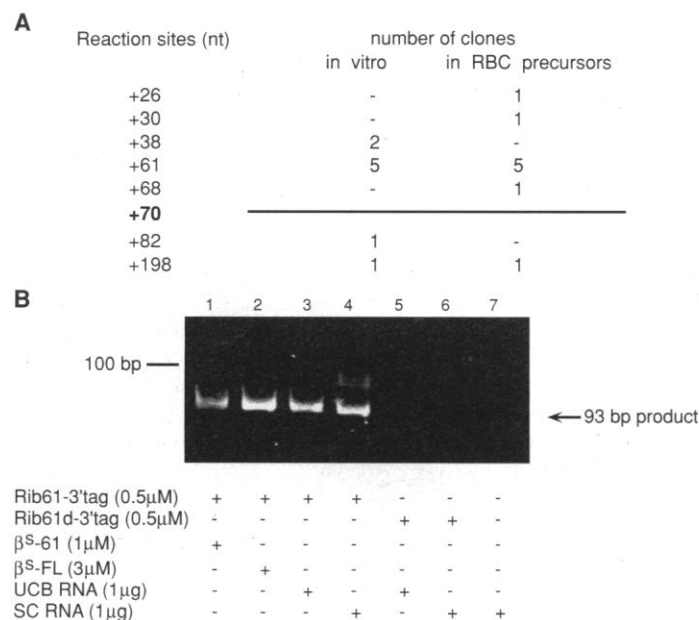 A
Reaction sites (nt) number of clones
in vitro in RBC precursors
+26 - 1
+30 - 1
+38 2 -
+61 5 5
+68 - 1
+70
+82 1 -
+198 1 1
B
1 2 3 4 5 6 7
100 bp
93 bp product
Rib61-3'tag (0.5μM) + + + + - - -
Rib61d-3'tag (0.5μM) - - - - + + -
βS-61 (1μM) + - - - - - -
βS-FL (3μM) - + - - - - -
UCB RNA (1μg) - - + - + - -
SC RNA (1μg) - - - + - + +